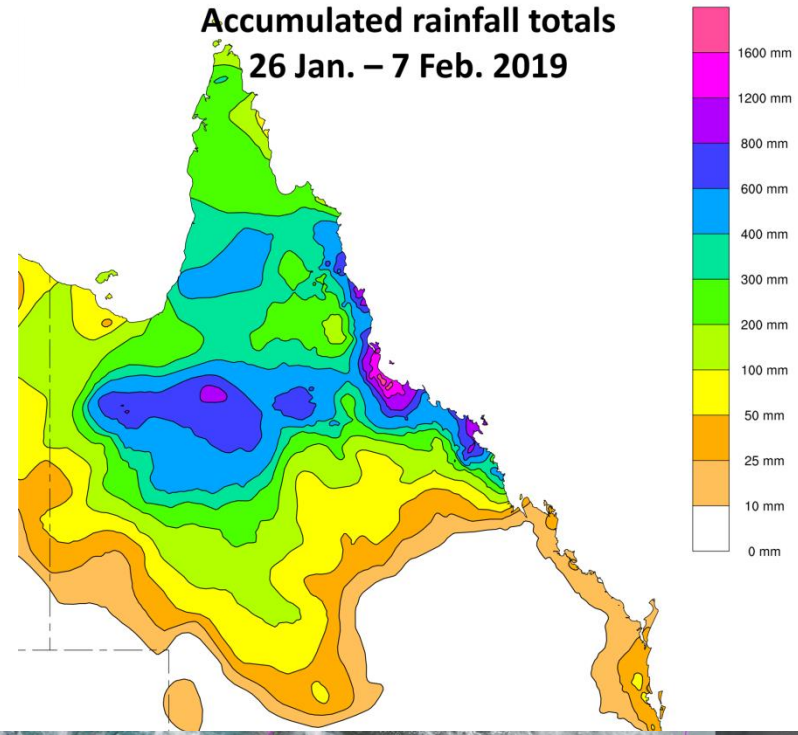 Accumulated rainfall totals
26 Jan. – 7 Feb. 2019
1600 mm
1200 mm
800 mm
600 mm
400 mm
300 mm
200 mm
100 mm
50 mm
25 mm
10 mm
0 mm